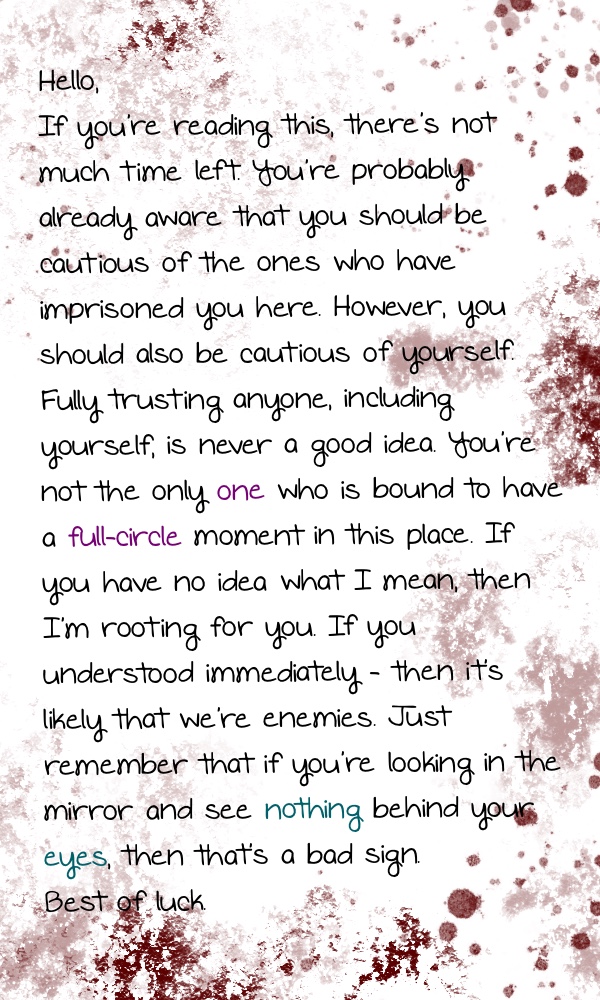 Hello,
If you're reading this, there's not
much time left. You're probably
already aware that you should be
cautious of the ones who have
imprisoned you here. However, you
should also be cautious of yourself.
Fully trusting anyone, including
yourself, is never a good idea. You're
not the only one who is bound to have
a full-circle moment in this place. If
you have no idea what I mean, then
I'm rooting for you. If you
understood immediately - then it's
likely that we're enemies. Just
remember that if you're looking in the
mirror and see nothing behind your
eyes, then that's a bad sign.
Best of luck.